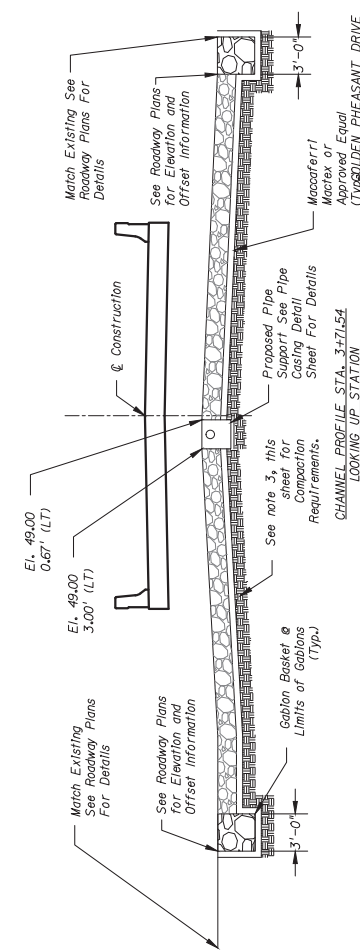 Match Existing
See Roadway Plans
For Details
See Roadway Plans
for Elevation and
Offset Information
El. 49.00
0.67' (LT)
El. 49.00
3.00' (LT)
℄ Construction
Match Existing See
Roadway Plans For
Details
See Roadway Plans
for Elevation and
Offset Information
3'-0"
Gabion Basket @
Limits of Gabions
(Typ.)
See note 3, this
sheet for
Compaction
Requirements.
Proposed Pipe
Support See Pipe
Casing Detail
Sheet For Details
Maccaferri
Mactex or
Approved Equal
(Typ.)
3'-0"
GOLDEN PHEASANT DRIVE
CHANNEL PROFILE STA. 3+71.54
LOOKING UP STATION